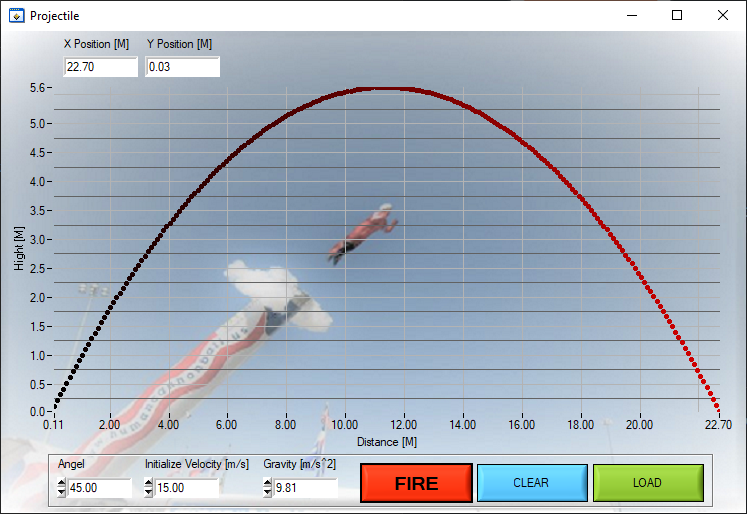 Projectile
X Position [M] Y Position [M]
22.70 0.03
5.6
5.0
4.5
4.0
3.5
3.0
2.5
2.0
1.5
1.0
0.5
0.0
Hight [M]
0.11 2.00 4.00 6.00 8.00 10.00 12.00 14.00 16.00 18.00 20.00 22.70
Distance [M]
Angel Initialize Velocity [m/s] Gravity [m/s^2]
45.00 15.00 9.81 FIRE CLEAR LOAD